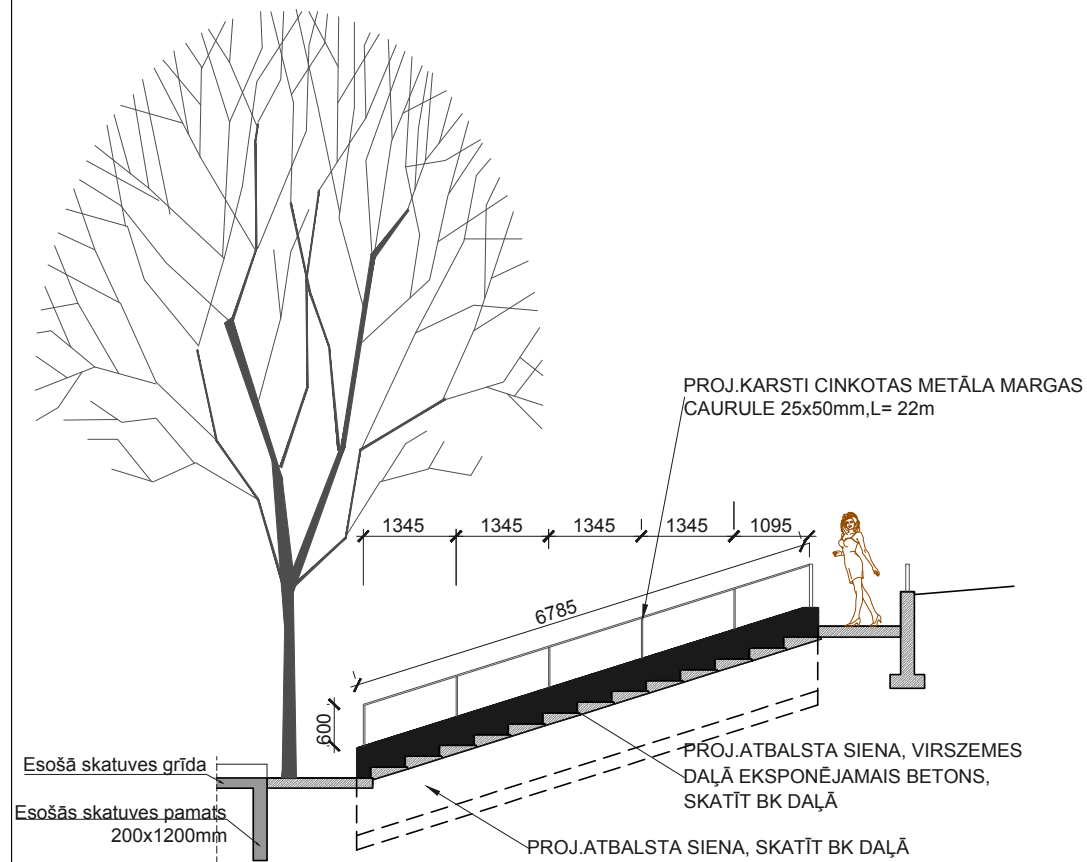 PROJ.KARSTI CINKOTAS METĀLA MARGAS
CAURULE 25x50mm,L= 22m
1345
1345
1345
1345
1095
6785
600
Esošā skatuves grīda
Esošās skatuves pamats
200x1200mm
PROJ.ATBALSTA SIENA, VIRSZEMES
DAĻĀ EKSPONĒJAMAIS BETONS,
SKATĪT BK DAĻĀ
PROJ.ATBALSTA SIENA, SKATĪT BK DAĻĀ